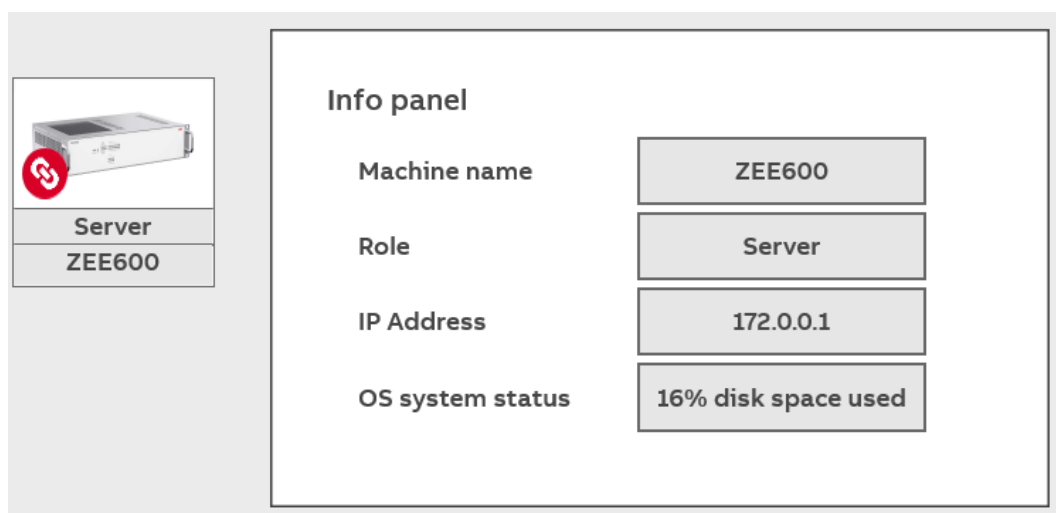 Server
ZEE600
Info panel
Machine name ZEE600
Role Server
IP Address 172.0.0.1
OS system status 16% disk space used